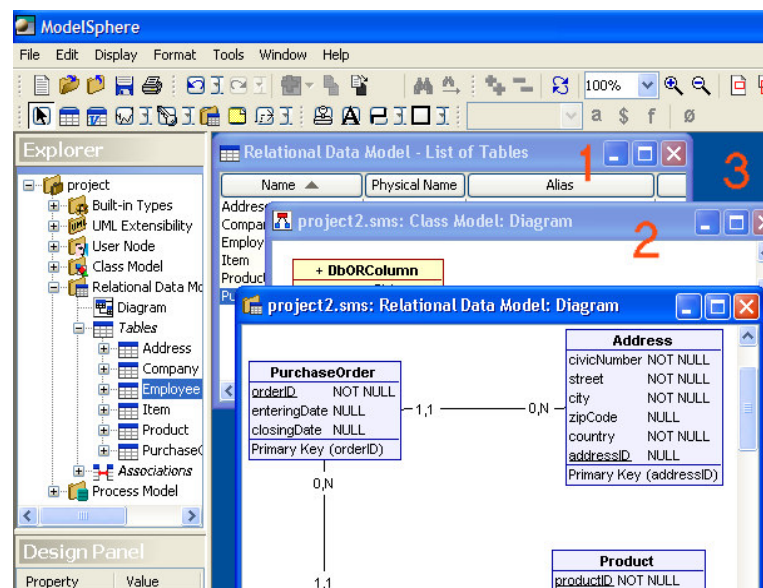 ModelSphere
File Edit Display Format Tools Window Help
100%
a $ f ø
Explorer
project
Built-in Types
UML Extensibility
User Node
Class Model
Relational Data Mo
Diagram
Tables
Address
Company
Employee
Item
Product
PurchaseO
Associations
Process Model
Design Panel
Property Value
Relational Data Model - List of Tables
1
3
Name Physical Name Alias
Address
Compa
Employ
Item
Product
Pu
project2.sms: Class Model: Diagram
2
+ DbORColumn
project2.sms: Relational Data Model: Diagram
PurchaseOrder
orderID NOT NULL
enteringDate NULL
closingDate NULL
Primary Key (orderID)
1,1
0,N
Address
civicNumber NOT NULL
street NOT NULL
city NOT NULL
zipCode NULL
country NOT NULL
addressID NULL
Primary Key (addressID)
0,N
1,1
Product
productID NOT NULL